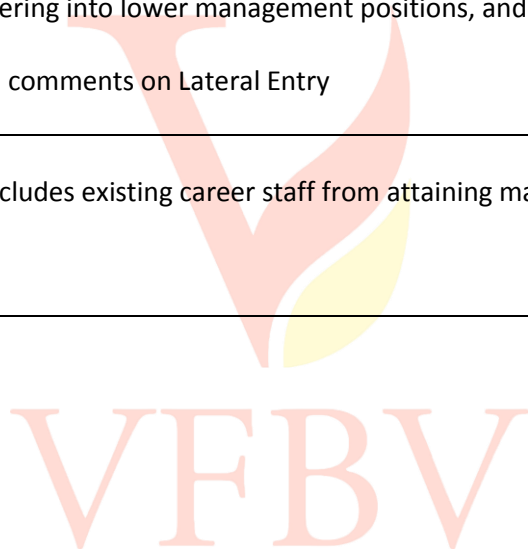 ering into lower management positions, and
comments on Lateral Entry
cludes existing career staff from attaining ma
VFBV